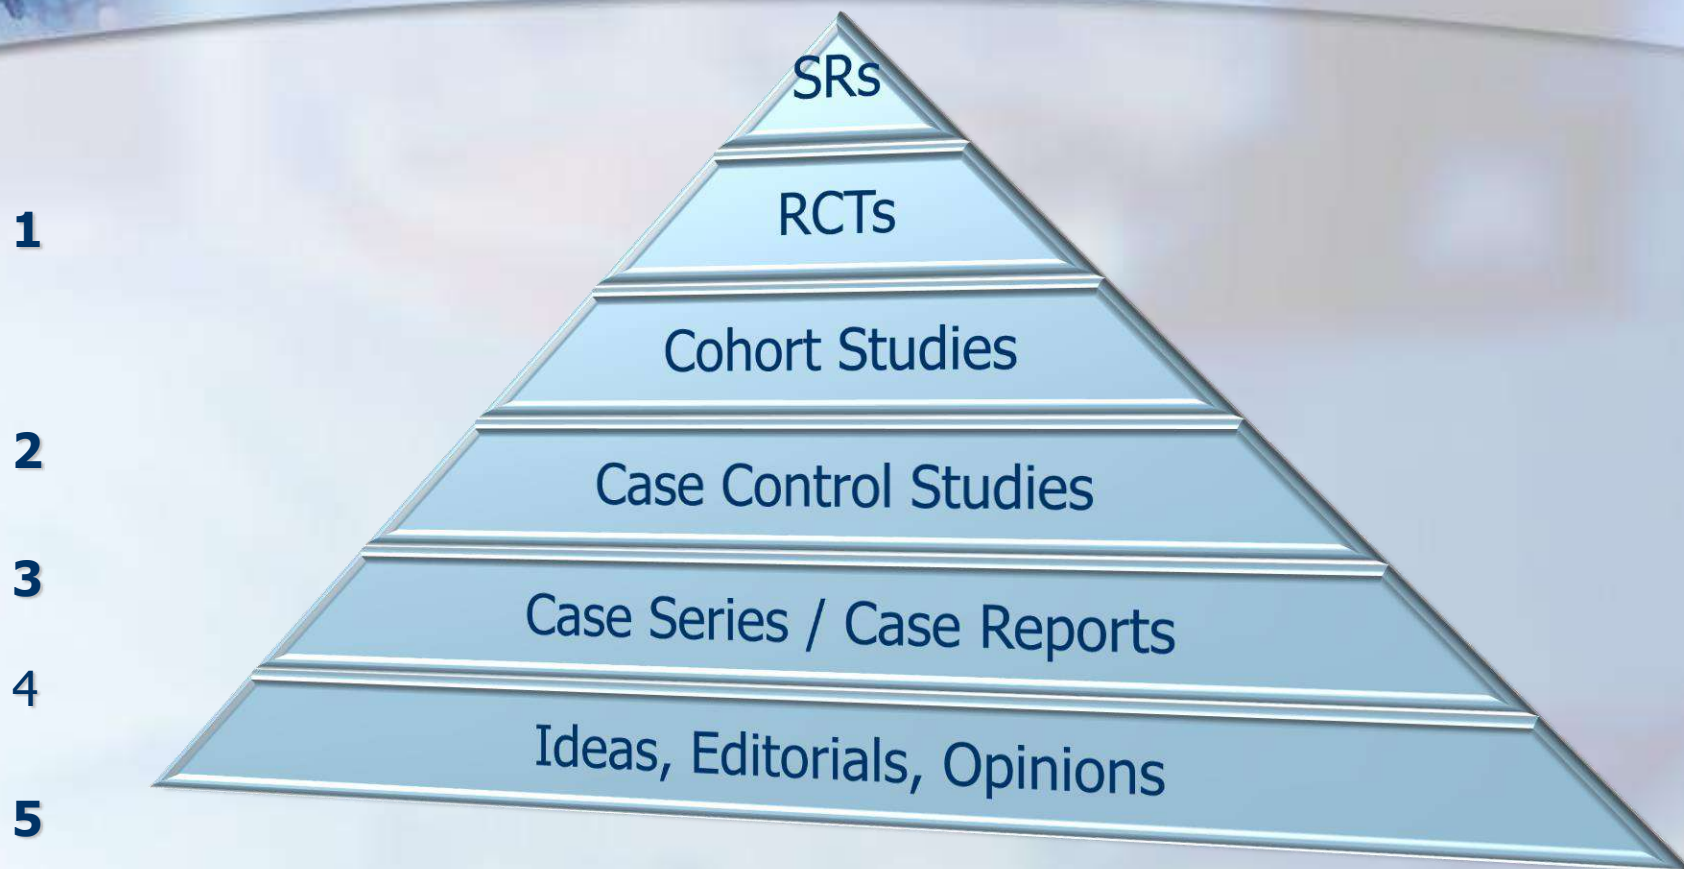 SRs
1
RCTs
Cohort Studies
2
Case Control Studies
3
Case Series / Case Reports
4
Ideas, Editorials, Opinions
5